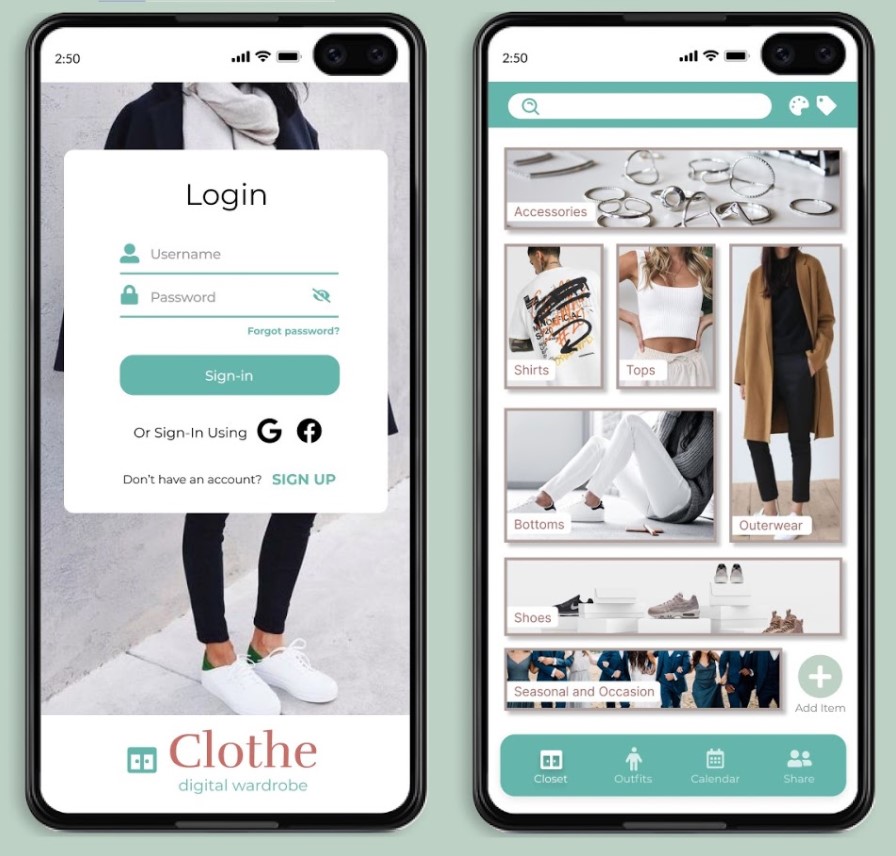 2:50
Login
Username
Password
Forgot password?
Sign-in
Or Sign-In Using
Don't have an account? SIGN UP
Clothe
digital wardrobe
2:50
Accessories
Shirts
Tops
Bottoms
Outerwear
Shoes
Seasonal and Occasion
Add Item
Closet
Outfits
Calendar
Share